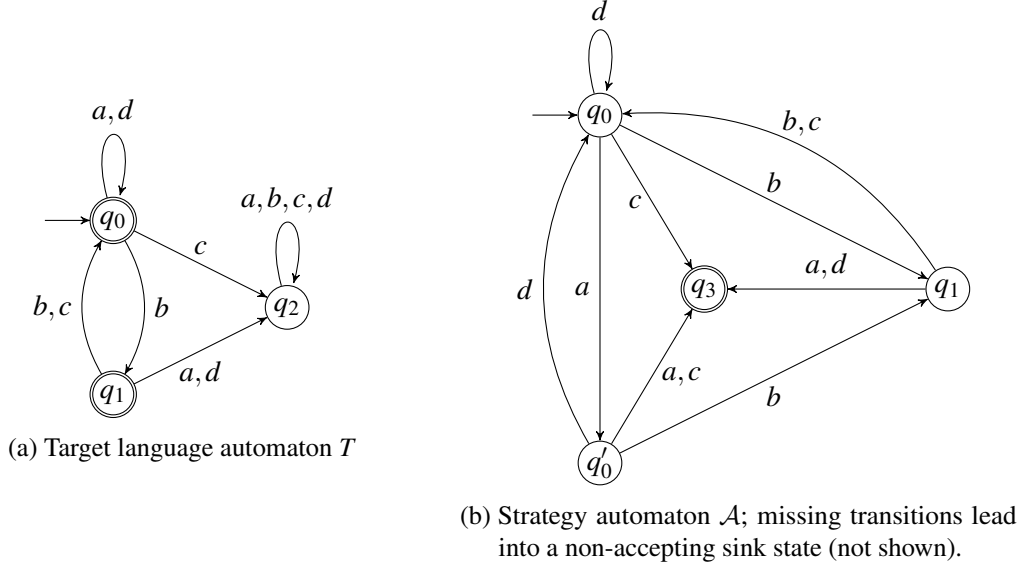 d
a, d
q0
b, c
a, b, c, d
c
b
c
q0
b
a, d
d
a
q3
q1
b, c
b
q2
a, c
a, d
b
q1
(a) Target language automaton T
q′0
(b) Strategy automaton A; missing transitions lead
into a non-accepting sink state (not shown).